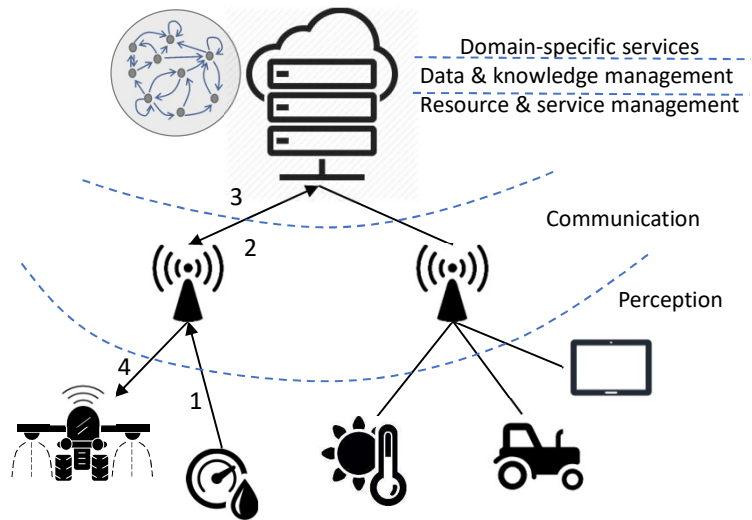 Domain-specific services
Data & knowledge management
Resource & service management
3
Communication
2
Perception
4
1